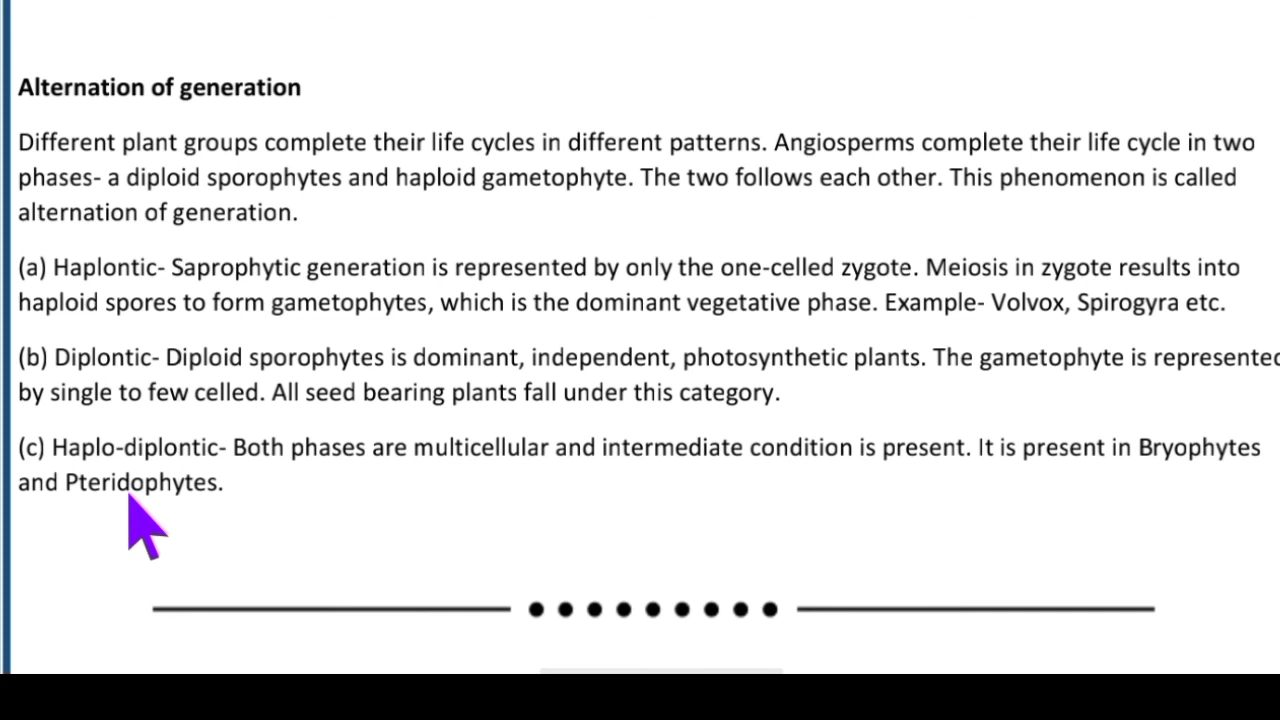 Alternation of generation
Different plant groups complete their life cycles in different patterns. Angiosperms complete their life cycle in two
phases- a diploid sporophytes and haploid gametophyte. The two follows each other. This phenomenon is called
alternation of generation.
(a) Haplontic- Saprophytic generation is represented by only the one-celled zygote. Meiosis in zygote results into
haploid spores to form gametophytes, which is the dominant vegetative phase. Example- Volvox, Spirogyra etc.
(b) Diplontic- Diploid sporophytes is dominant, independent, photosynthetic plants. The gametophyte is represented
by single to few celled. All seed bearing plants fall under this category.
(c) Haplo-diplontic- Both phases are multicellular and intermediate condition is present. It is present in Bryophytes
and Pteridophytes.